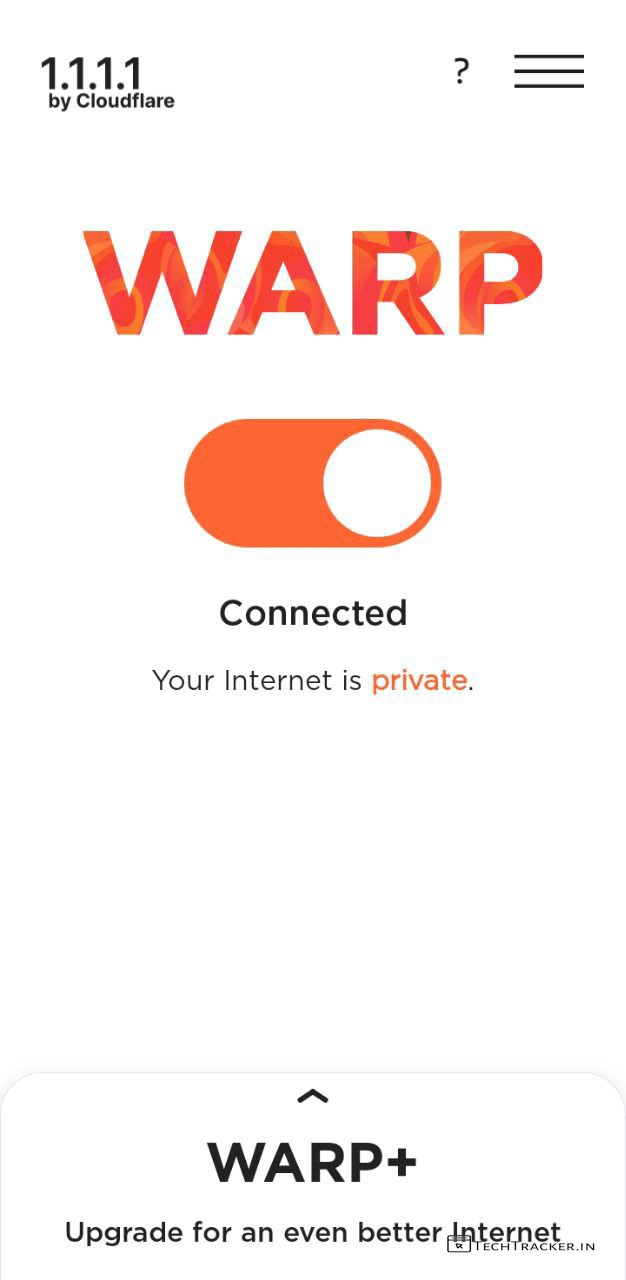 1.1.1.1
by Cloudflare
?
WARP
Connected
Your Internet is private.
WARP+
Upgrade for an even better Internet
TECHTRACKER.IN